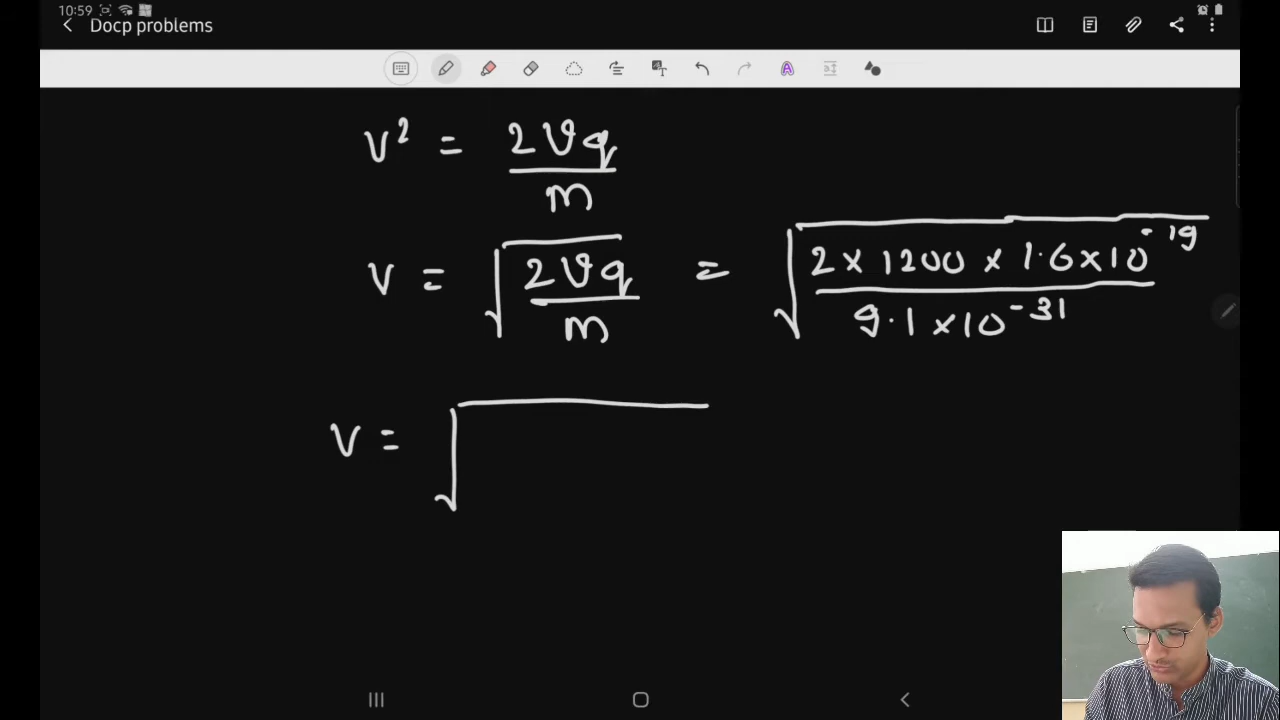 10:59
Docp problems
v² = 2Vq/m
v = √(2Vq/m) = √(2×1200×1.6×10⁻¹⁹/9.1×10⁻³¹)
v = √